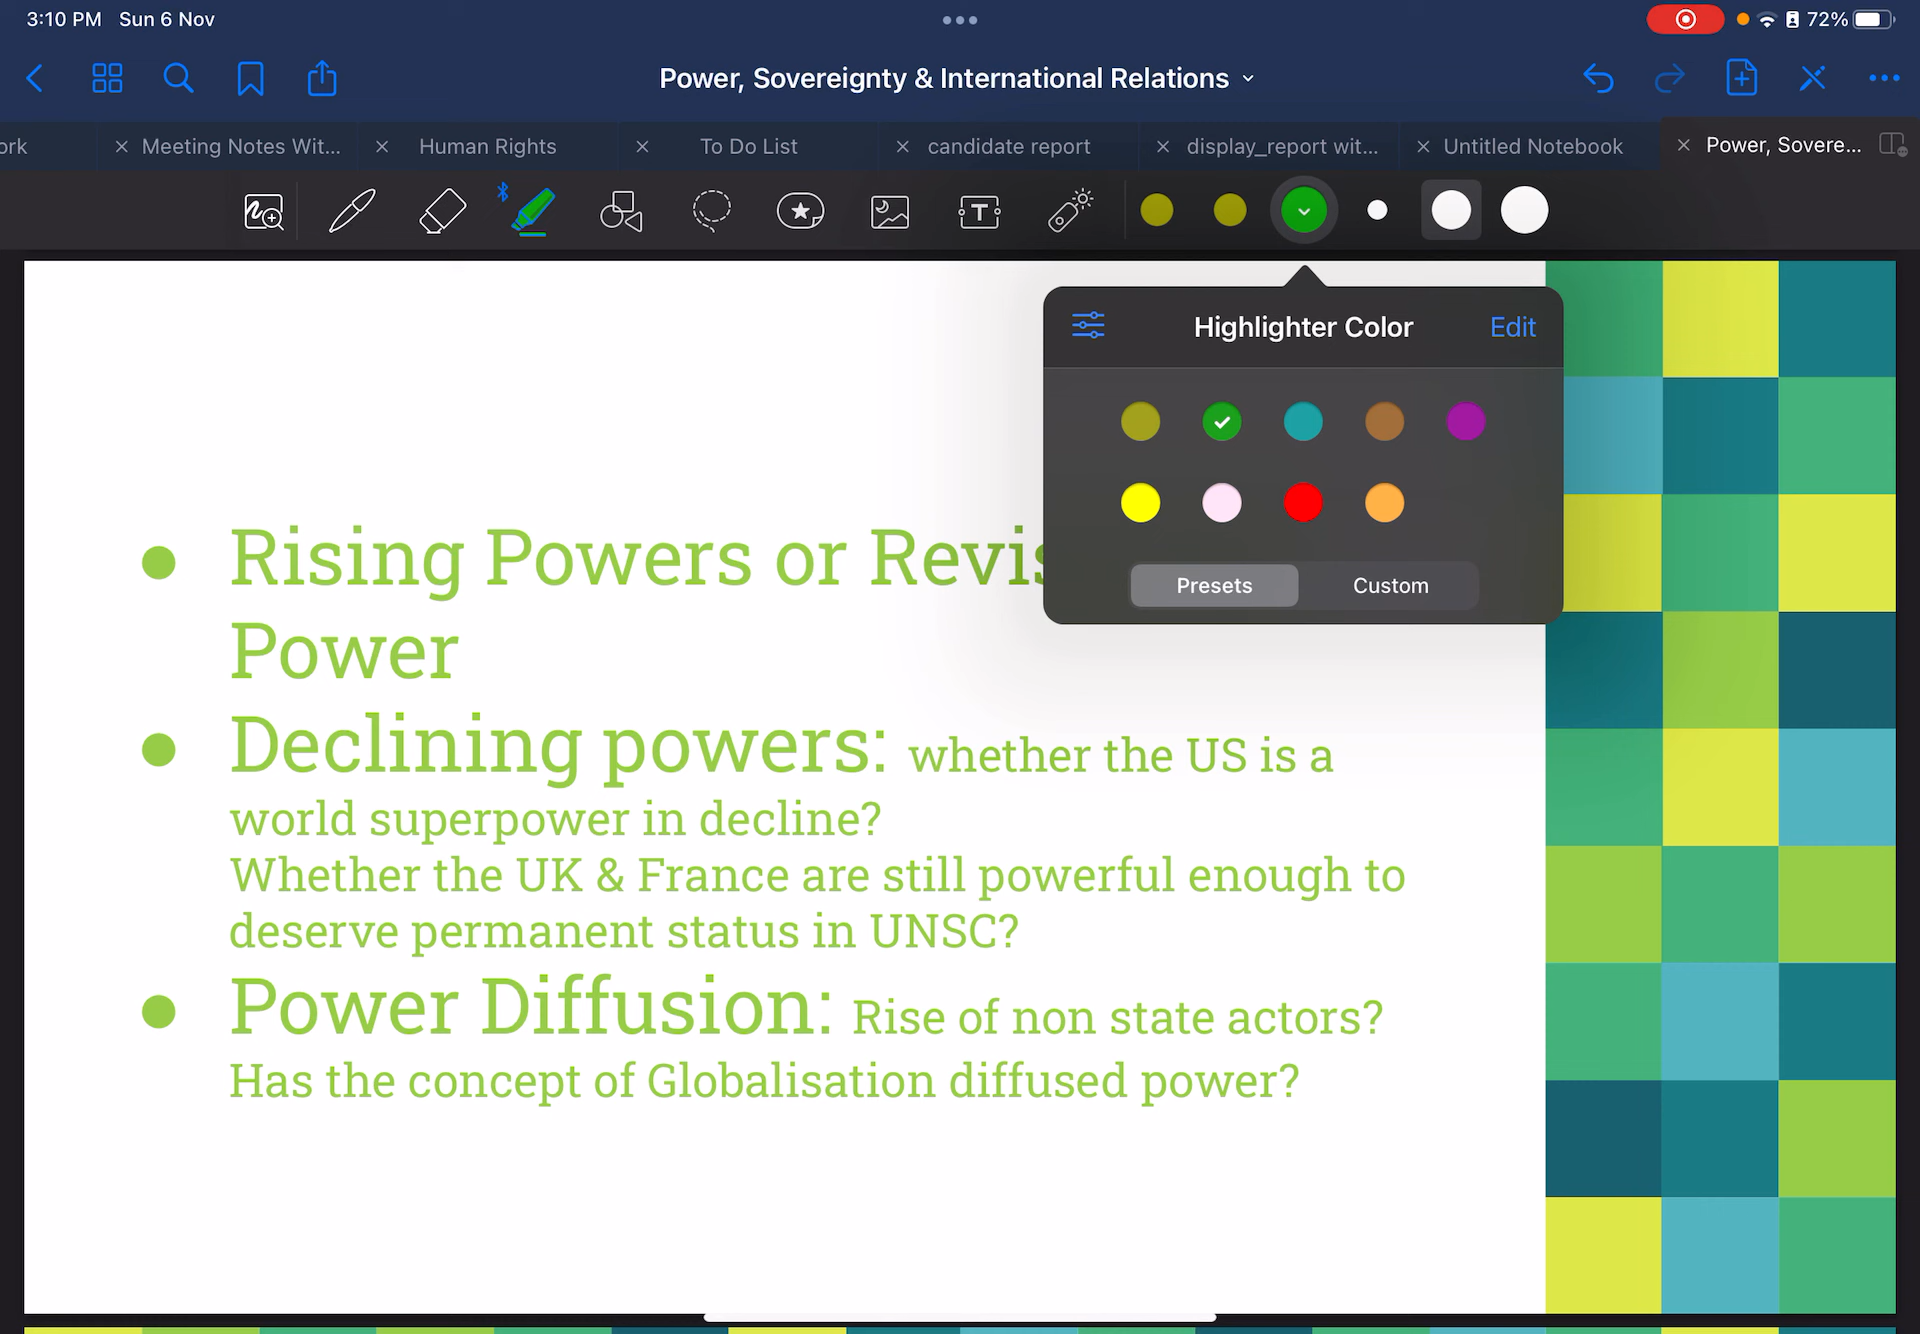 3:10 PM Sun 6 Nov
72%
Power, Sovereignty & International Relations
ork
Meeting Notes Wit...
Human Rights
To Do List
candidate report
display_report wit...
Untitled Notebook
Power, Sovere...
Highlighter Color
Edit
Presets
Custom
Rising Powers or
Power
Declining powers: whether the US is a
world superpower in decline?
Whether the UK & France are still powerful enough to
deserve permanent status in UNSC?
Power Diffusion: Rise of non state actors?
Has the concept of Globalisation diffused power?